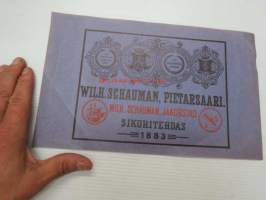 WILH. SCHAUMAN, PIETARSAARI.
WILH. SCHAUMAN, JAKOBSTAD
SIKURITEHDAS
1883